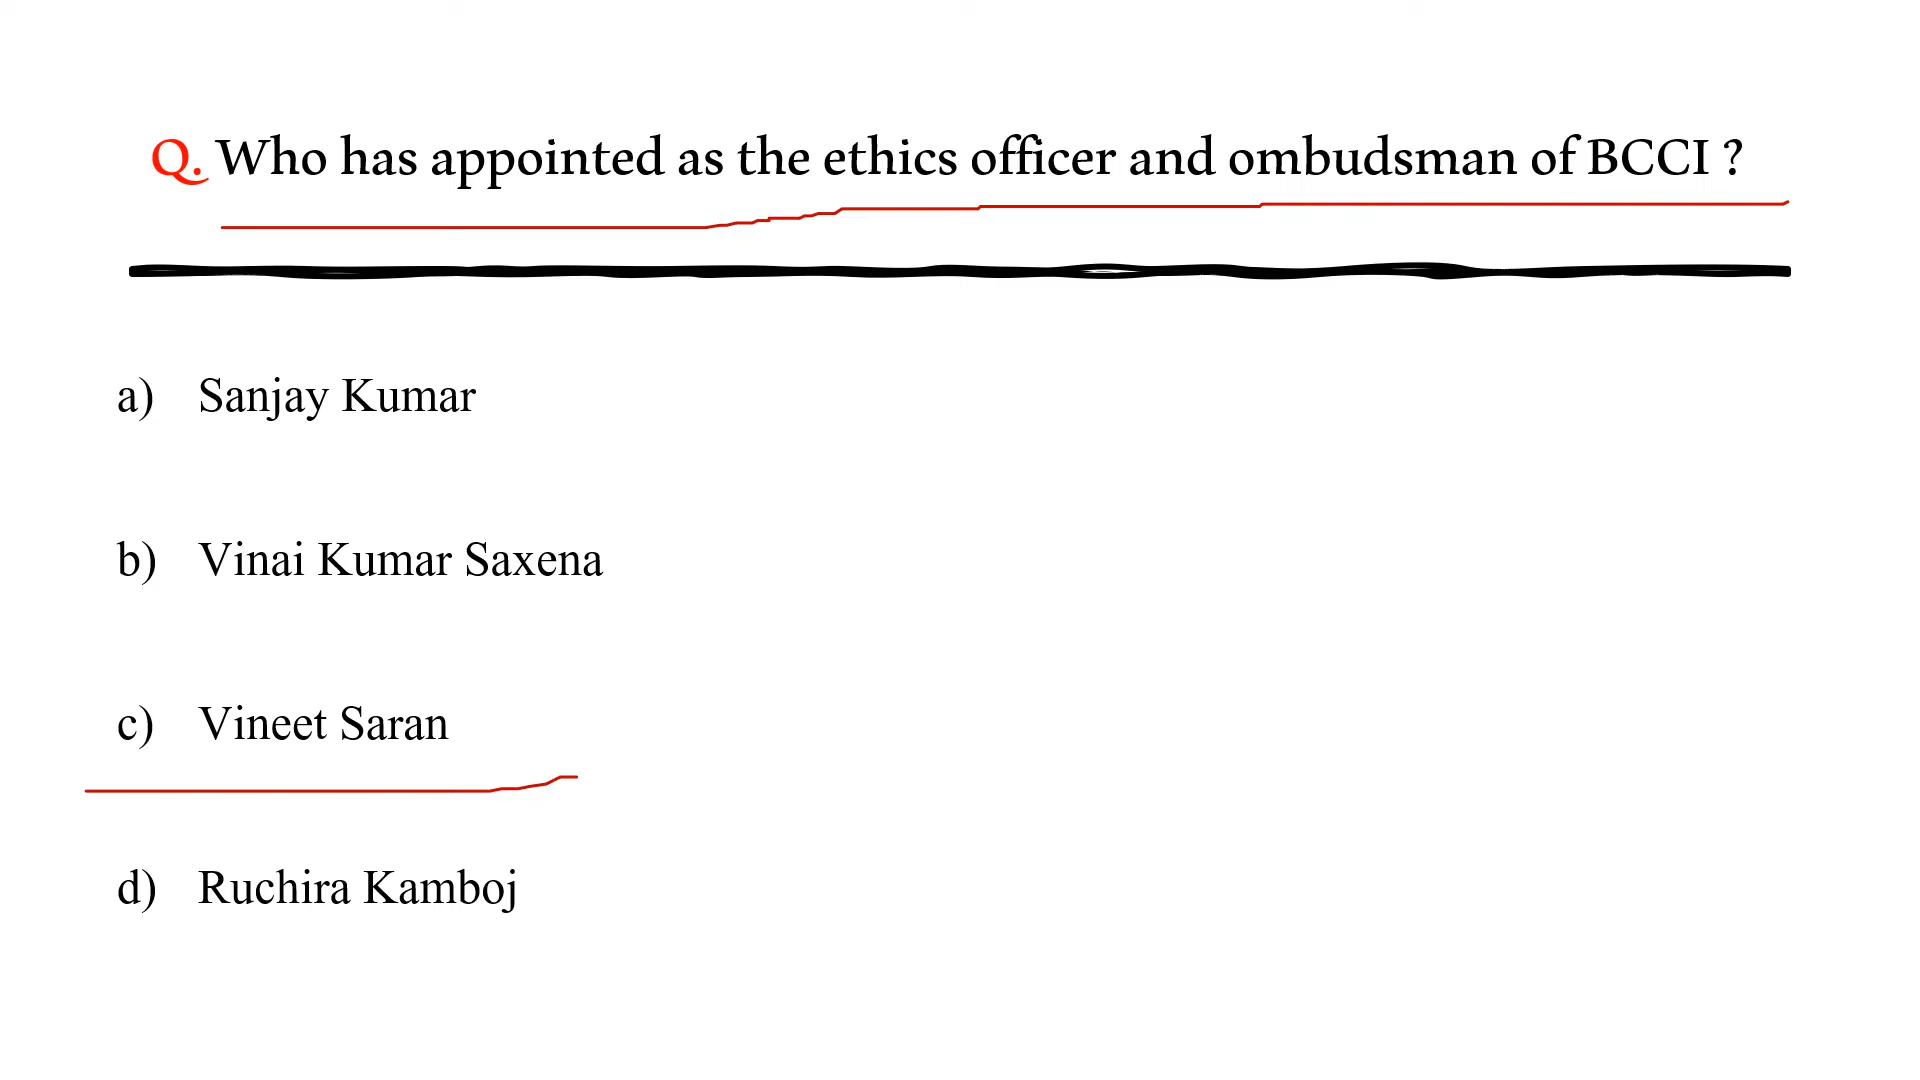 Q. Who has appointed as the ethics officer and ombudsman of BCCI ?
a) Sanjay Kumar
b) Vinai Kumar Saxena
c) Vineet Saran
d) Ruchira Kamboj